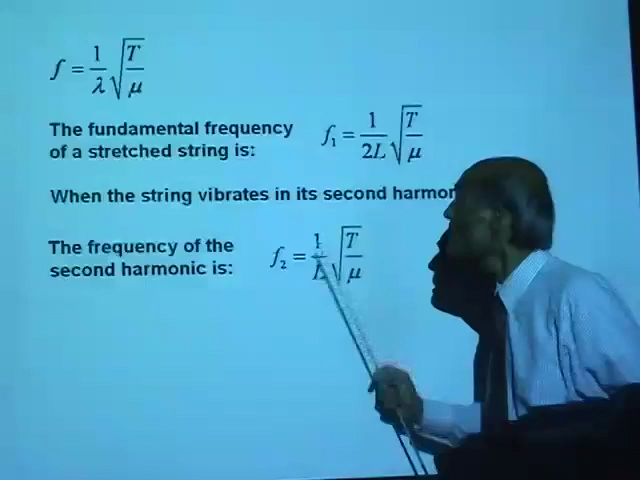 f = 1/λ √(T/μ)
The fundamental frequency of a stretched string is: f₁ = 1/2L √(T/μ)
When the string vibrates in its second
The frequency of the second harmonic is: f₂ = 1/L √(T/μ)